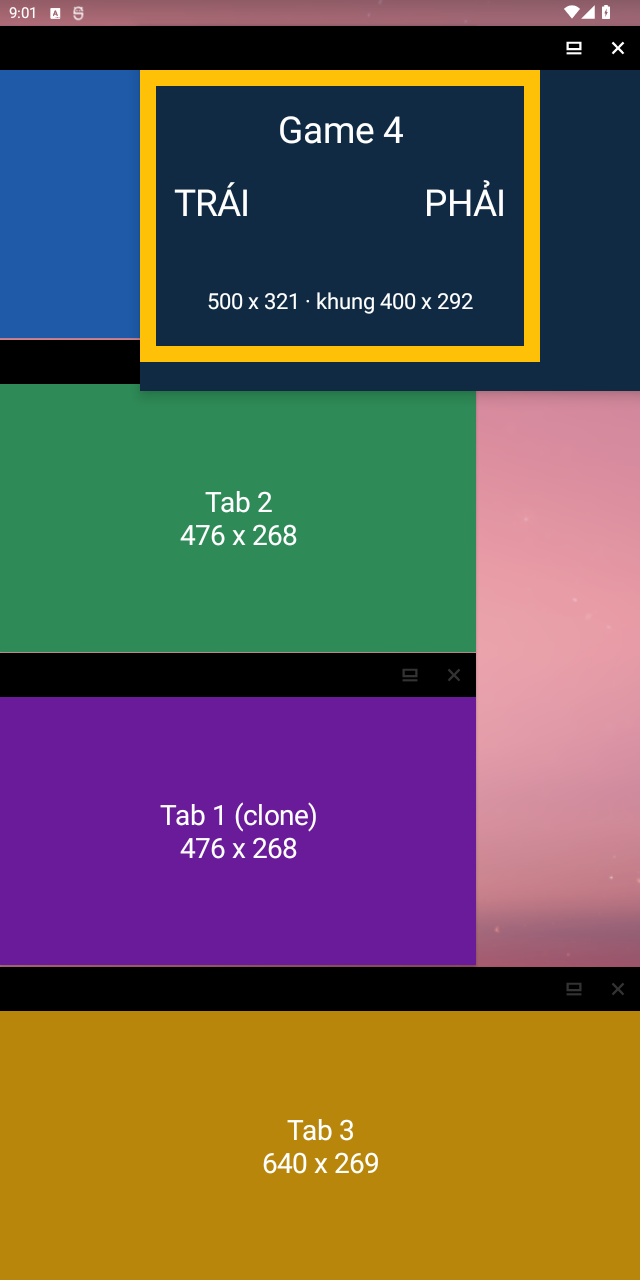 9:01
Game 4
TRÁI PHẢI
500 x 321 · khung 400 x 292
Tab 2
476 x 268
Tab 1 (clone)
476 x 268
Tab 3
640 x 269